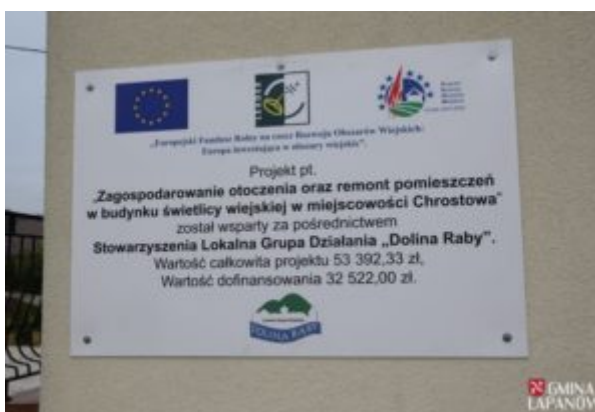 LEADER
„Europejski Fundusz Rolny na rzecz Rozwoju Obszarów Wiejskich:
Europa inwestująca w obszary wiejskie”.
Projekt pt.
„Zagospodarowanie otoczenia oraz remont pomieszczeń
w budynku świetlicy wiejskiej w miejscowości Chrostowa”
został wsparty za pośrednictwem
Stowarzyszenia Lokalna Grupa Działania „Dolina Raby”.
Wartość całkowita projektu 53 392,33 zł,
Wartość dofinansowania 32 522,00 zł.
DOLINA RABY
GMINA
ŁAPANÓW